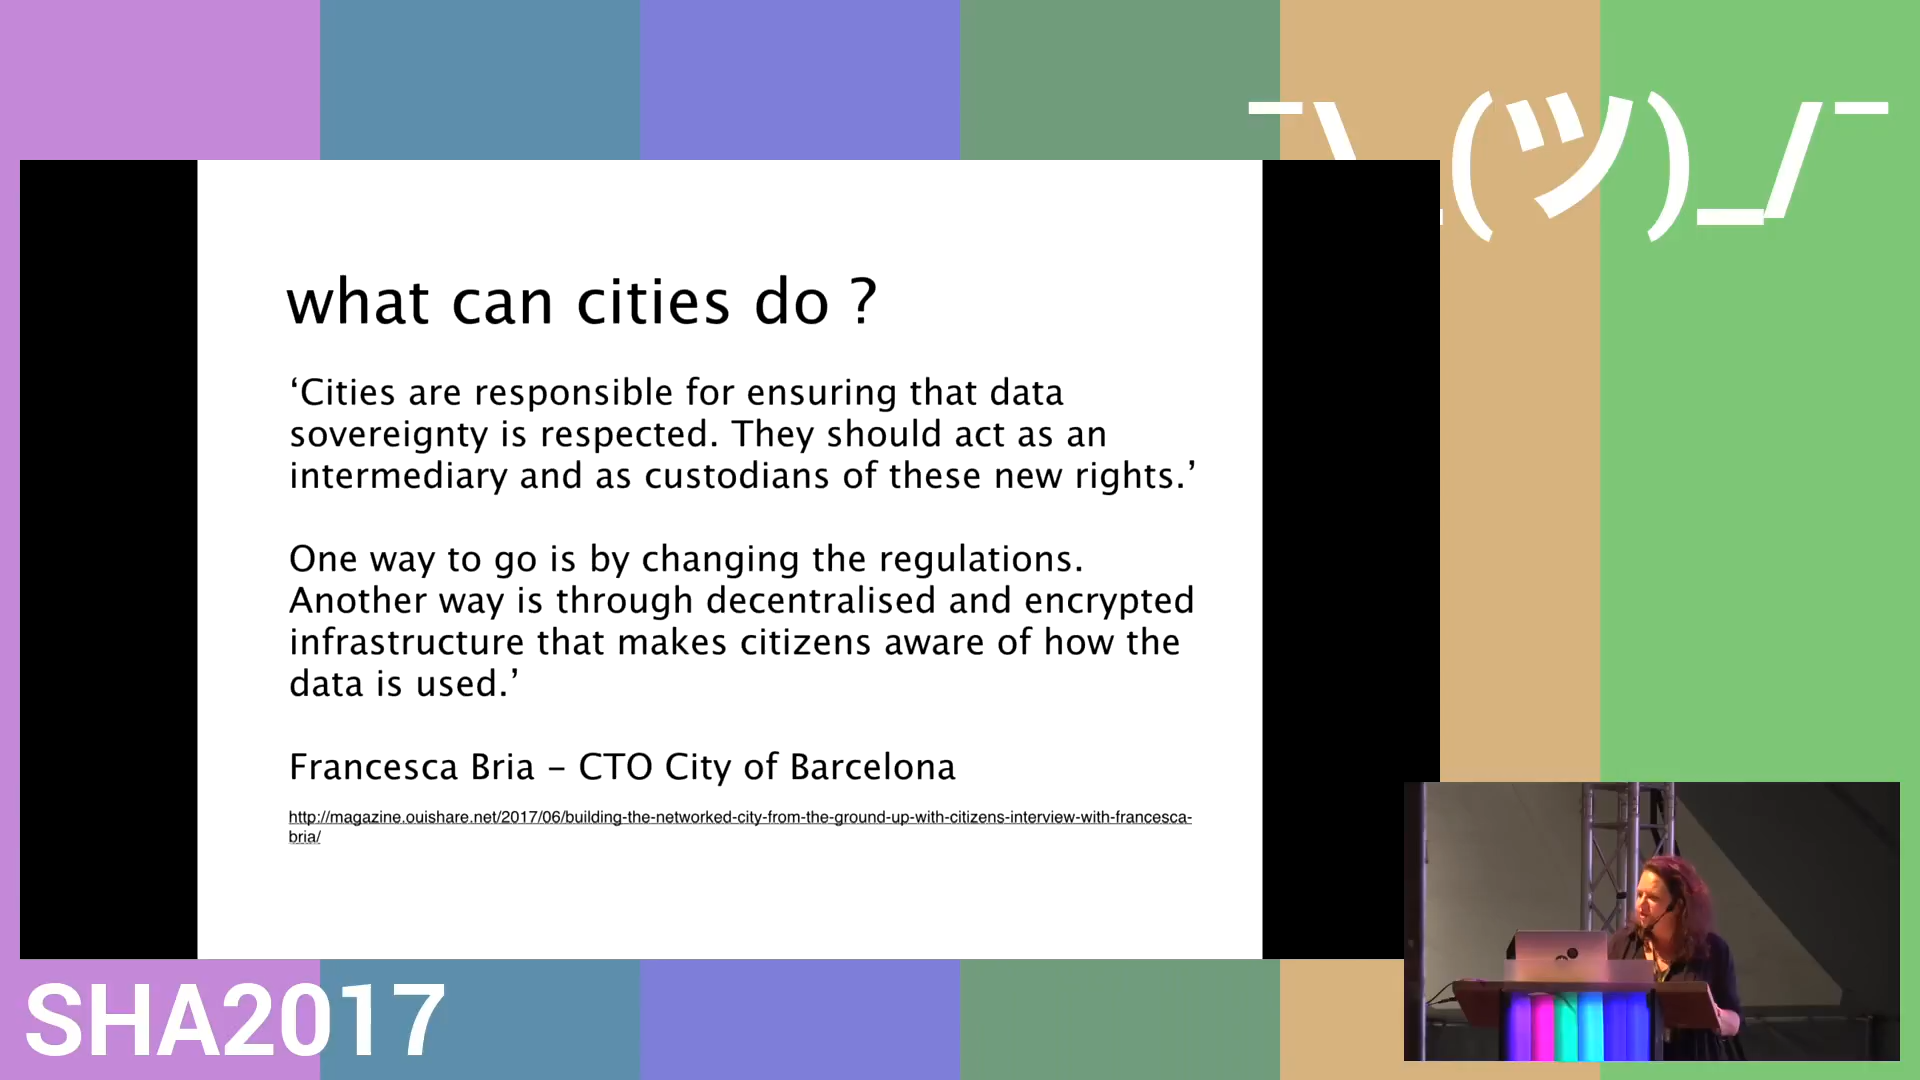 ¯\_(ツ)_/¯
what can cities do ?
‘Cities are responsible for ensuring that data
sovereignty is respected. They should act as an
intermediary and as custodians of these new rights.’
One way to go is by changing the regulations.
Another way is through decentralised and encrypted
infrastructure that makes citizens aware of how the
data is used.’
Francesca Bria – CTO City of Barcelona
http://magazine.ouishare.net/2017/06/building-the-networked-city-from-the-ground-up-with-citizens-interview-with-francesca-
bria/
SHA2017